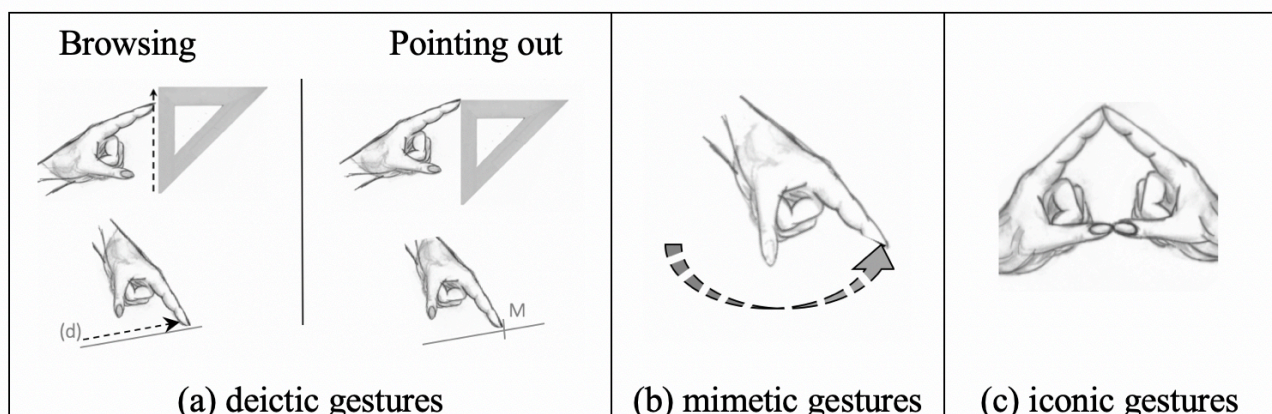 Browsing
Pointing out
(d)
M
(a) deictic gestures
(b) mimetic gestures
(c) iconic gestures